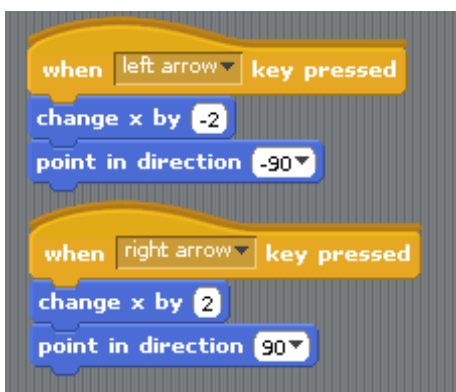 when left arrow key pressed
change x by -2
point in direction -90
when right arrow key pressed
change x by 2
point in direction 90